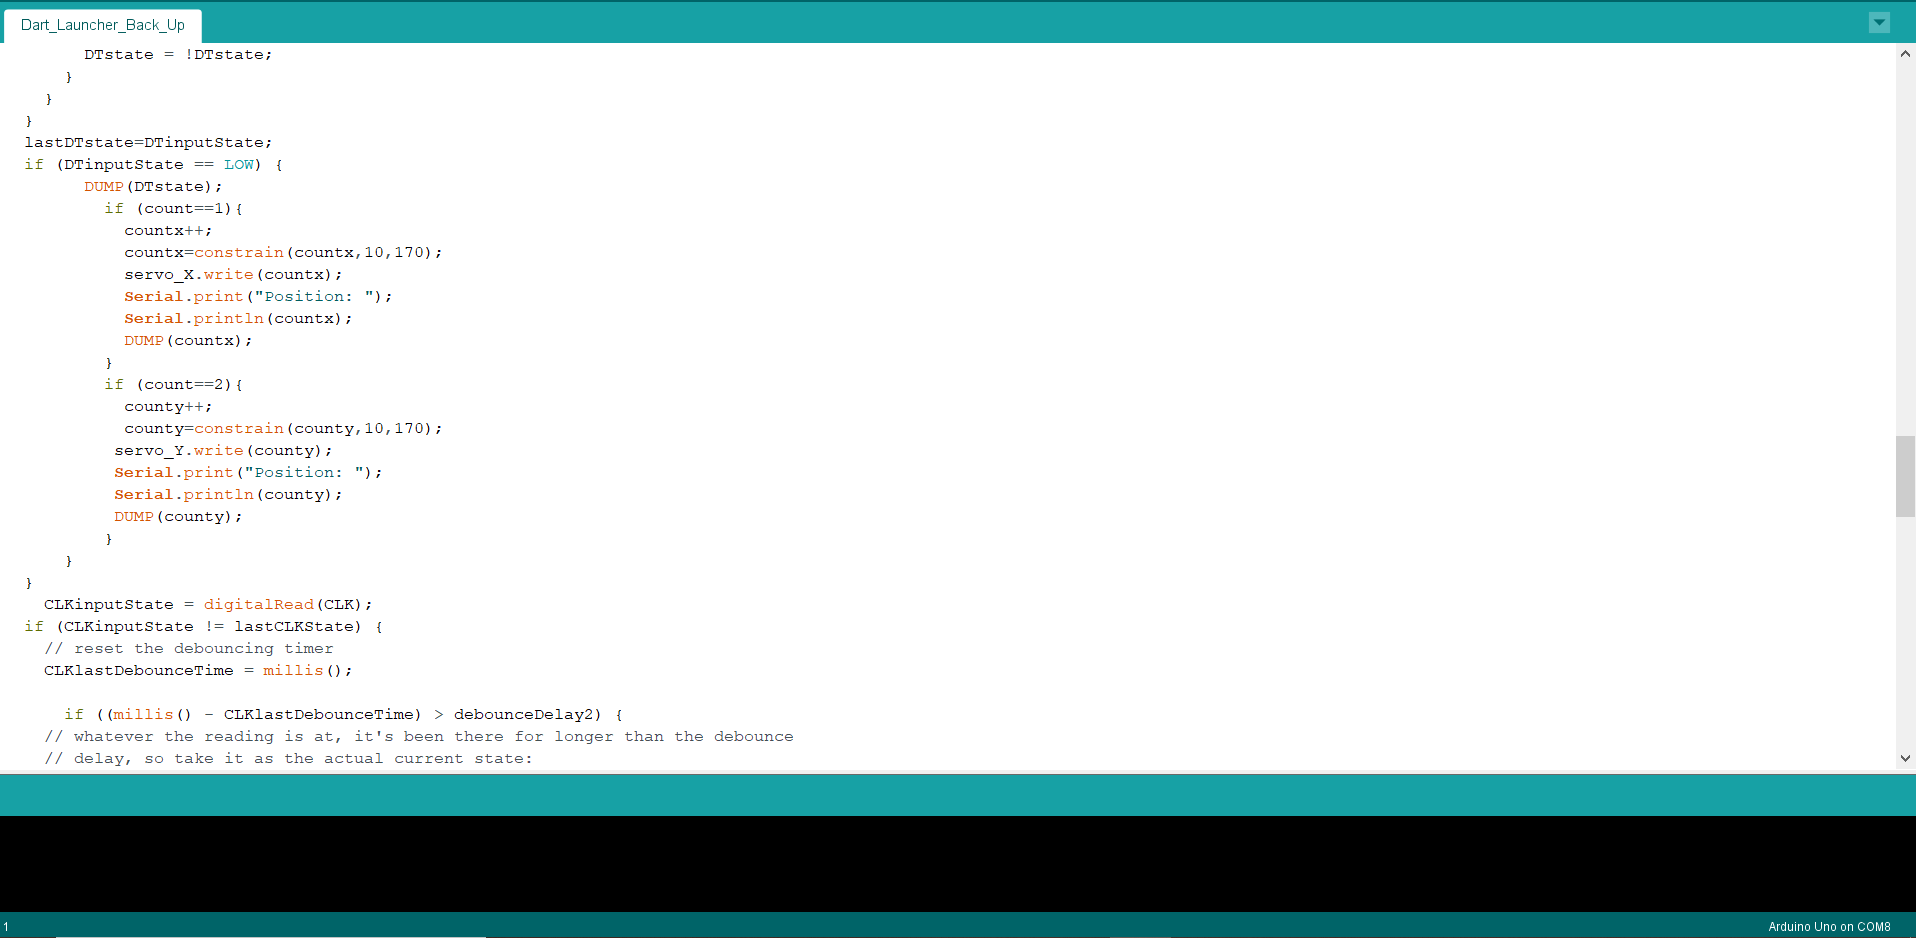 Dart_Launcher_Back_Up
DTstate = !DTstate;
}
}
}
lastDTstate=DTinputState;
if (DTinputState == LOW) {
DUMP(DTstate);
if (count==1){
countx++;
countx=constrain(countx,10,170);
servo_X.write(countx);
Serial.print("Position: ");
Serial.println(countx);
DUMP(countx);
}
if (count==2){
county++;
county=constrain(county,10,170);
servo_Y.write(county);
Serial.print("Position: ");
Serial.println(county);
DUMP(county);
}
}
}
CLKinputState = digitalRead(CLK);
if (CLKinputState != lastCLKState) {
// reset the debouncing timer
CLKlastDebounceTime = millis();
if ((millis() - CLKlastDebounceTime) > debounceDelay2) {
// whatever the reading is at, it's been there for longer than the debounce
// delay, so take it as the actual current state:
1
Arduino Uno on COM8